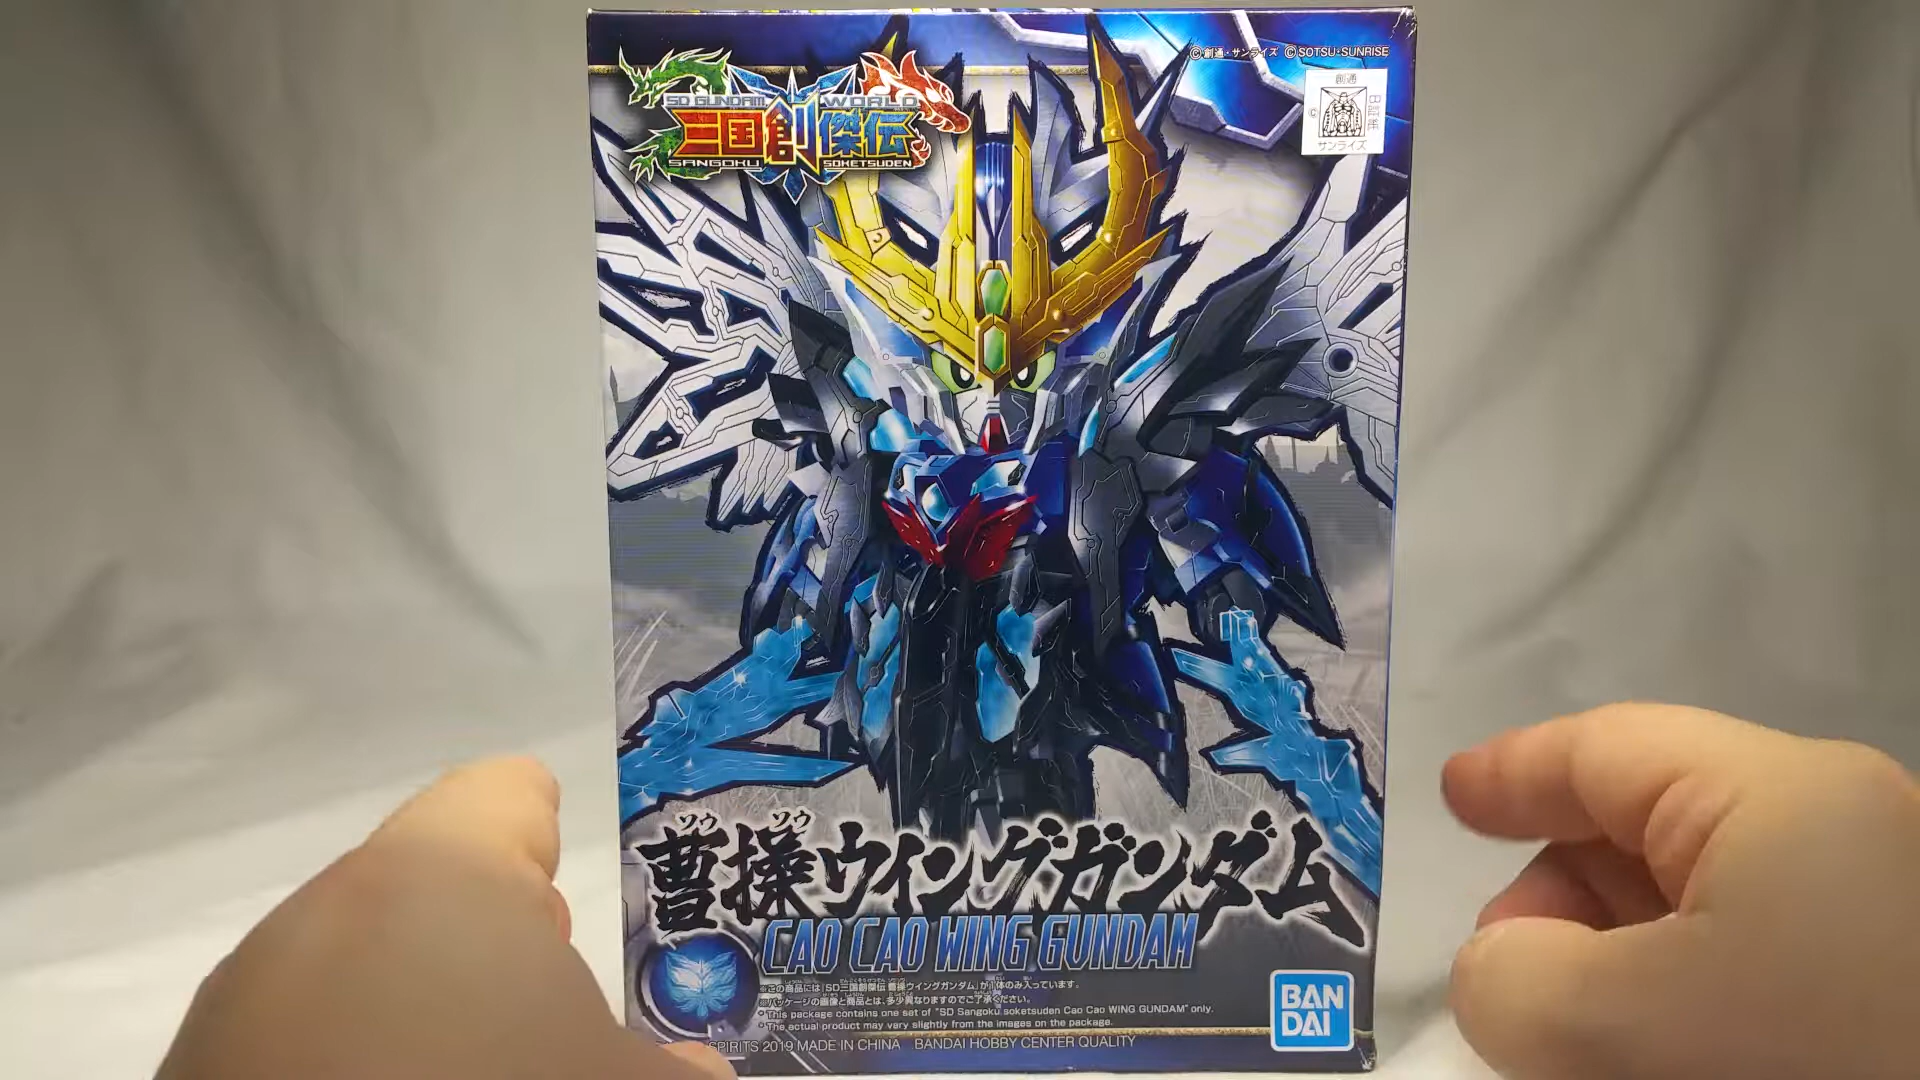 ©創通・サンライズ ©SOTSU・SUNRISE
創通
©
サンライズ
SD GUNDAM WORLD
三国創傑伝
SANGOKU SOKETSUDEN
ソウ ソウ
曹操ウイングガンダム
CAO CAO WING GUNDAM
※この商品には「SD三国創傑伝 曹操ウイングガンダム」が1体のみ入っています。
※パッケージの画像と商品とは、多少異なりますのでご了承ください。
* This package contains one set of "SD Sangoku soketsuden Cao Cao WING GUNDAM" only.
* The actual product may vary slightly from the images on the package.
SPIRITS 2019 MADE IN CHINA BANDAI HOBBY CENTER QUALITY
BAN
DAI